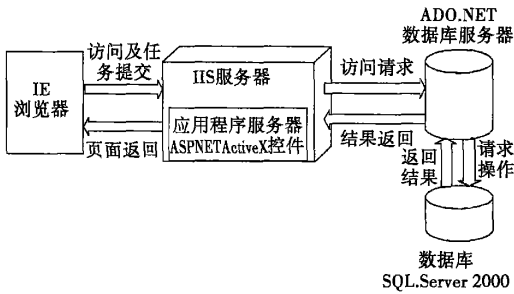 ADO.NET
数据库服务器
访问及任
务提交
IIS服务器
访问请求
IE
浏览器
应用程序服务器
ASPNETActiveX控件
页面返回
结果返回
返回
结果
请求
操作
数据库
SQL.Server 2000